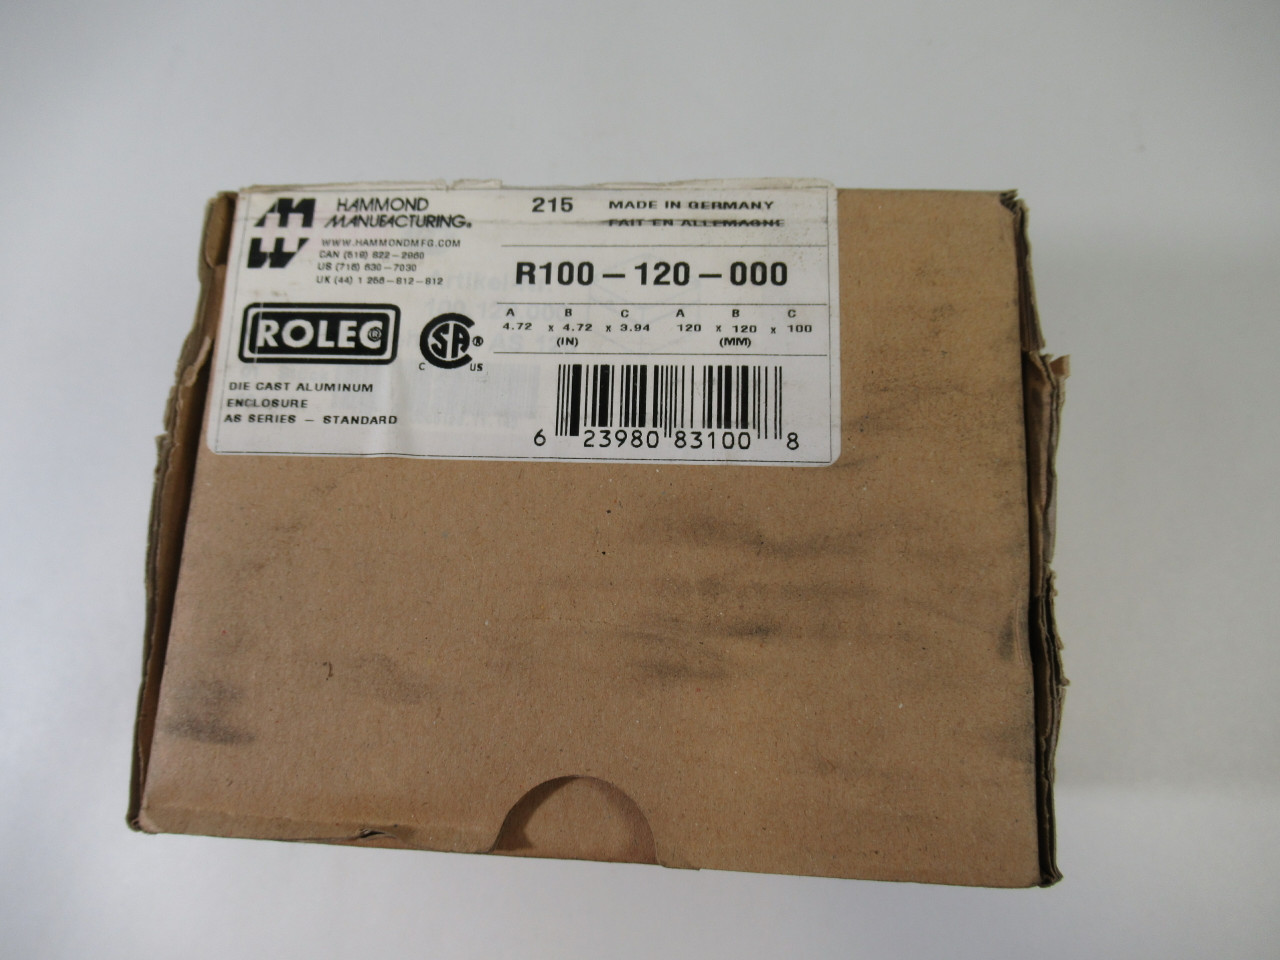 HAMMOND
MANUFACTURING®
WWW.HAMMONDMFG.COM
CAN (519) 822-2960
US (716) 630-7030
UK (44) 1 256-812-812
215 MADE IN GERMANY
FAIT EN ALLEMAGNE
R100-120-000
A B C A B C
4.72 x 4.72 x 3.94 120 x 120 x 100
(IN) (MM)
ROLEC®
CSA®
C US
DIE CAST ALUMINUM
ENCLOSURE
AS SERIES - STANDARD
6 23980 83100 8